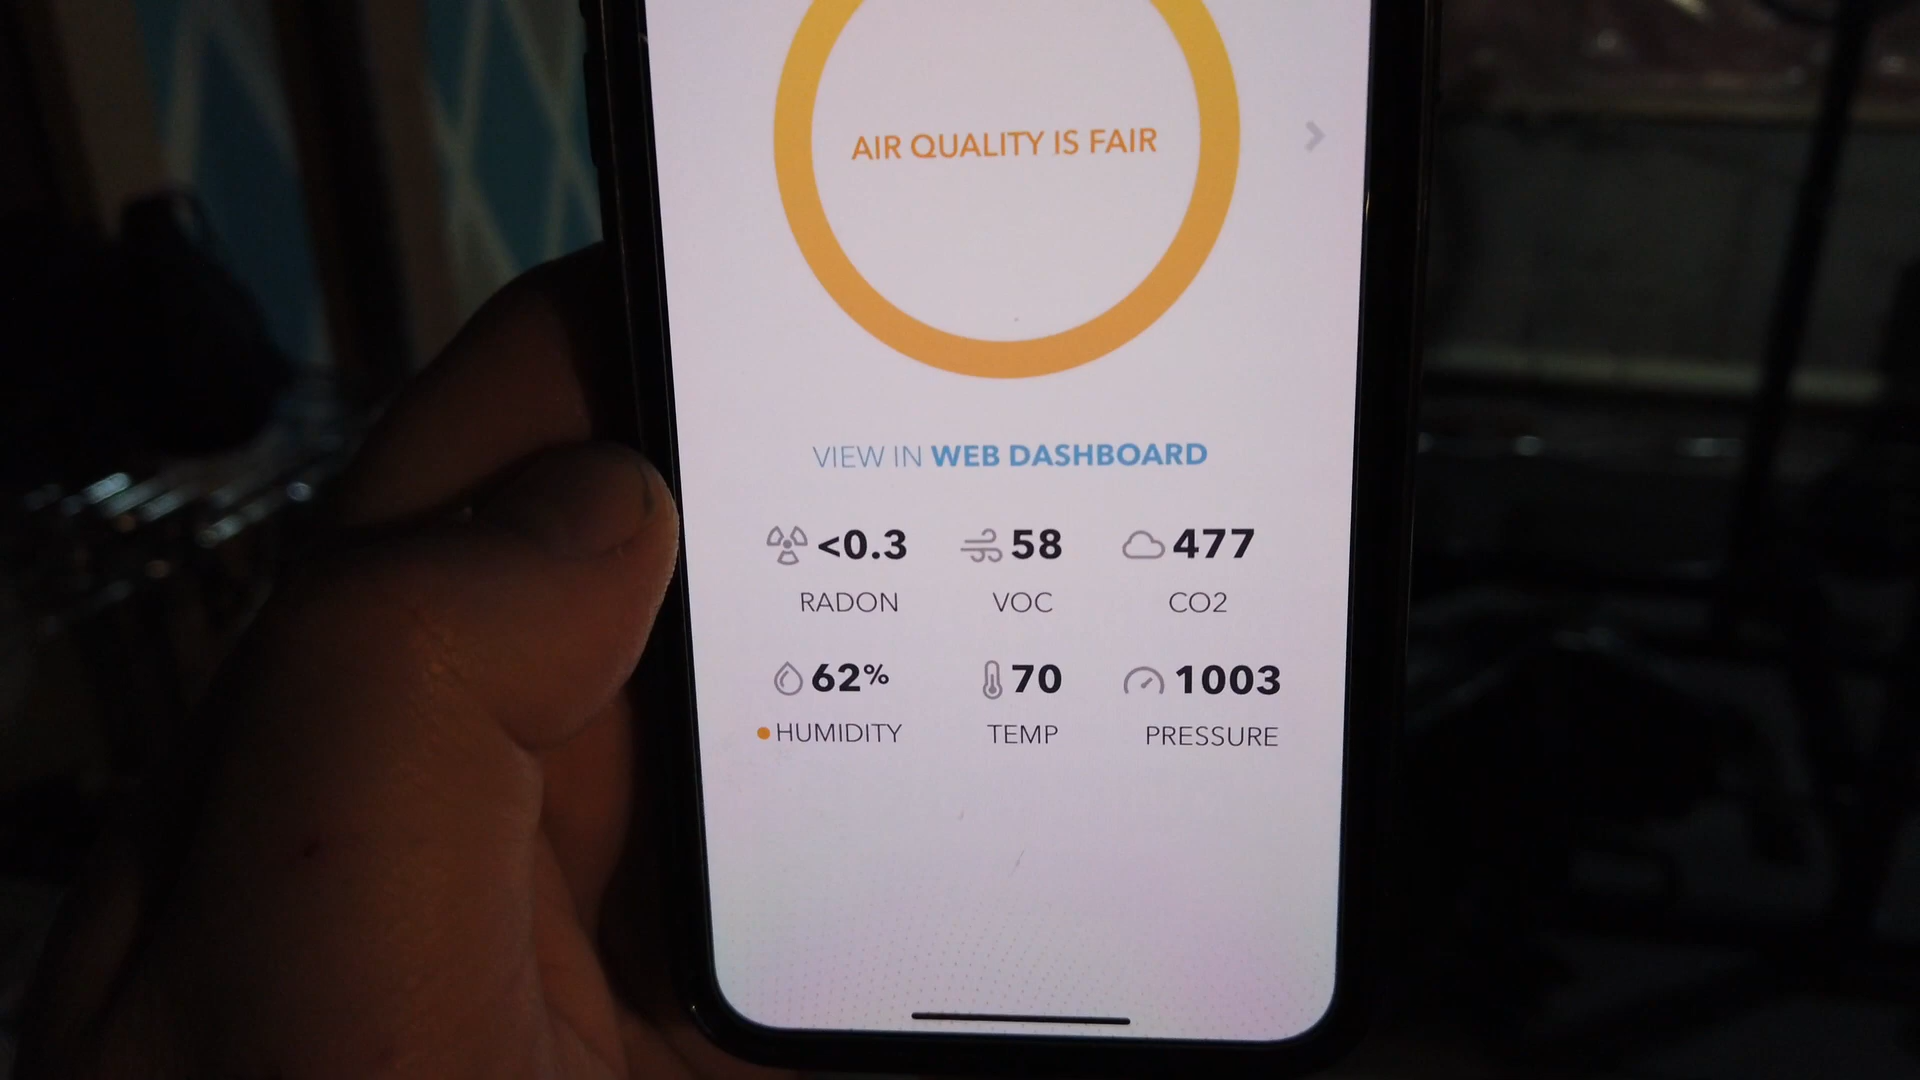 AIR QUALITY IS FAIR
VIEW IN WEB DASHBOARD
<0.3 58 477
RADON VOC CO2
62% 70 1003
HUMIDITY TEMP PRESSURE